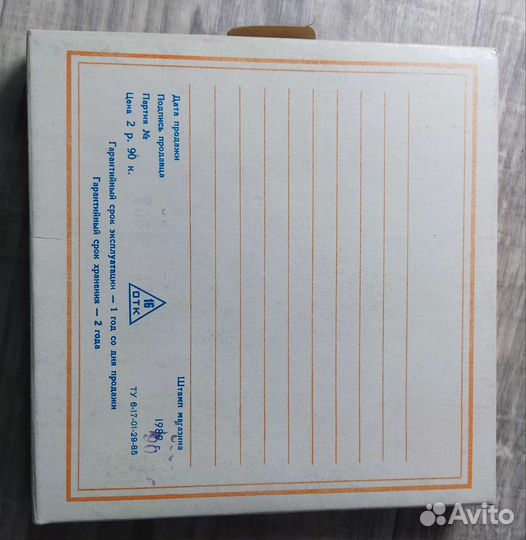 Дата продажи
Подпись продавца
Штамп магазина
Партия №
Цена 2 р. 90 к.
16
ОТК
ТУ 6-17-01-29-85
Гарантийный срок эксплуатации — 1 год со дня продажи
Гарантийный срок хранения — 2 года
Avito